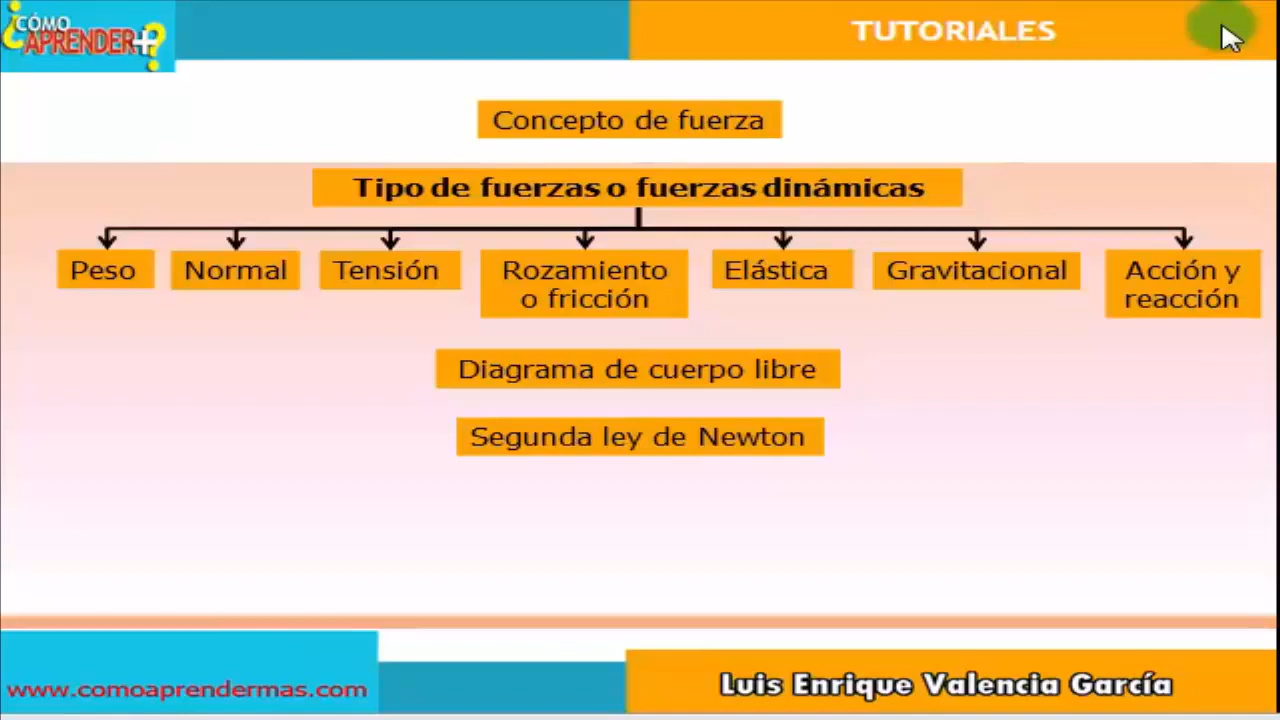 ¿CÓMO
APRENDER+?
TUTORIALES
Concepto de fuerza
Tipo de fuerzas o fuerzas dinámicas
Peso
Normal
Tensión
Rozamiento
o fricción
Elástica
Gravitacional
Acción y
reacción
Diagrama de cuerpo libre
Segunda ley de Newton
www.comoaprendermas.com
Luis Enrique Valencia García